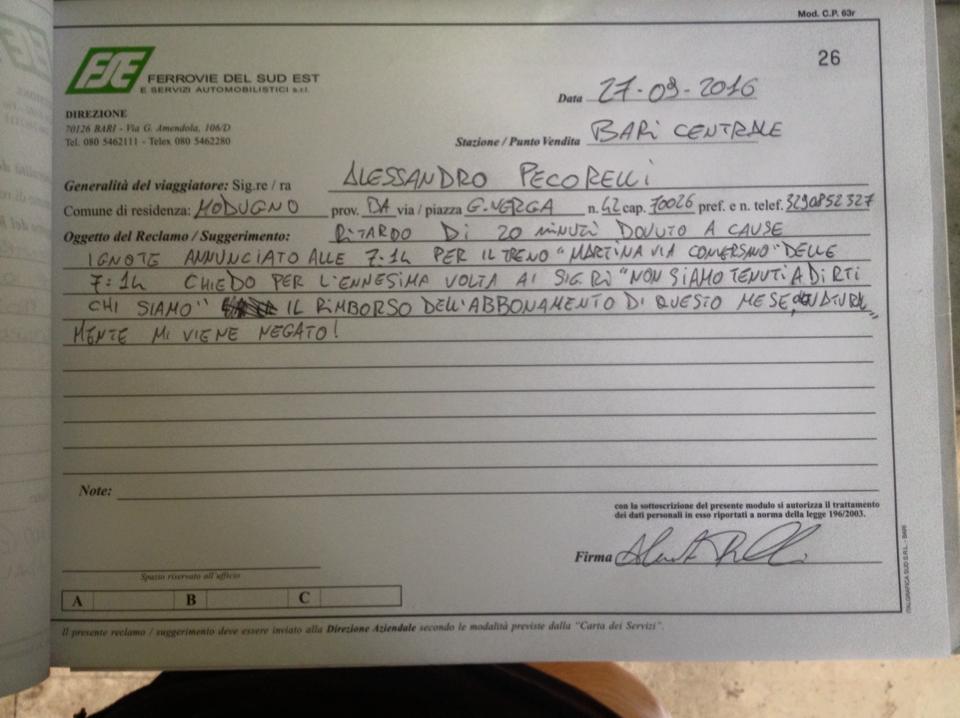 Mod. C.P. 63r
26
FSE FERROVIE DEL SUD EST
E SERVIZI AUTOMOBILISTICI s.r.l.
Data 27-09-2016
DIREZIONE
70126 BARI - Via G. Amendola, 106/D
Tel. 080 5462111 - Telex 080 5462280
Stazione / Punto Vendita BARI CENTRALE
Generalità del viaggiatore: Sig.re / ra ALESSANDRO PECORELLI
Comune di residenza: MODUGNO prov. BA via / piazza G. VERGA n. 42 cap. 70026 pref. e n. telef. 3290852327
Oggetto del Reclamo / Suggerimento: RITARDO DI 20 MINUTI DOVUTO A CAUSE
IGNOTE ANNUNCIATO ALLE 7:14 PER IL TRENO "MARTINA VIA CONVERSANO" DELLE
7:14 CHIEDO PER L'ENNESIMA VOLTA AI SIG.RI "NON SIAMO TENUTI A DIRTI
CHI SIAMO" IL RIMBORSO DELL'ABBONAMENTO DI QUESTO MESE, NATURAL
MENTE MI VIENE NEGATO!
Note:
con la sottoscrizione del presente modulo si autorizza il trattamento
dei dati personali in esso riportati a norma della legge 196/2003.
Firma
Spazio riservato all'ufficio
A B C
Il presente reclamo / suggerimento deve essere inviato alla Direzione Aziendale secondo le modalità previste dalla "Carta dei Servizi".
ITALGRAFICA SUD S.R.L. - BARI